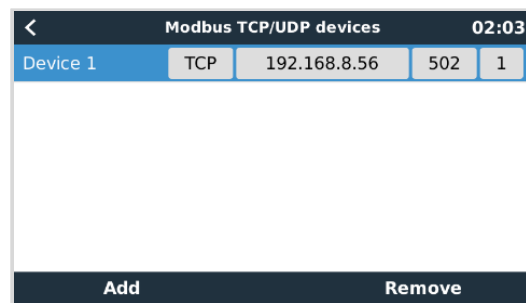 Modbus TCP/UDP devices 02:03
Device 1 TCP 192.168.8.56 502 1
Add Remove